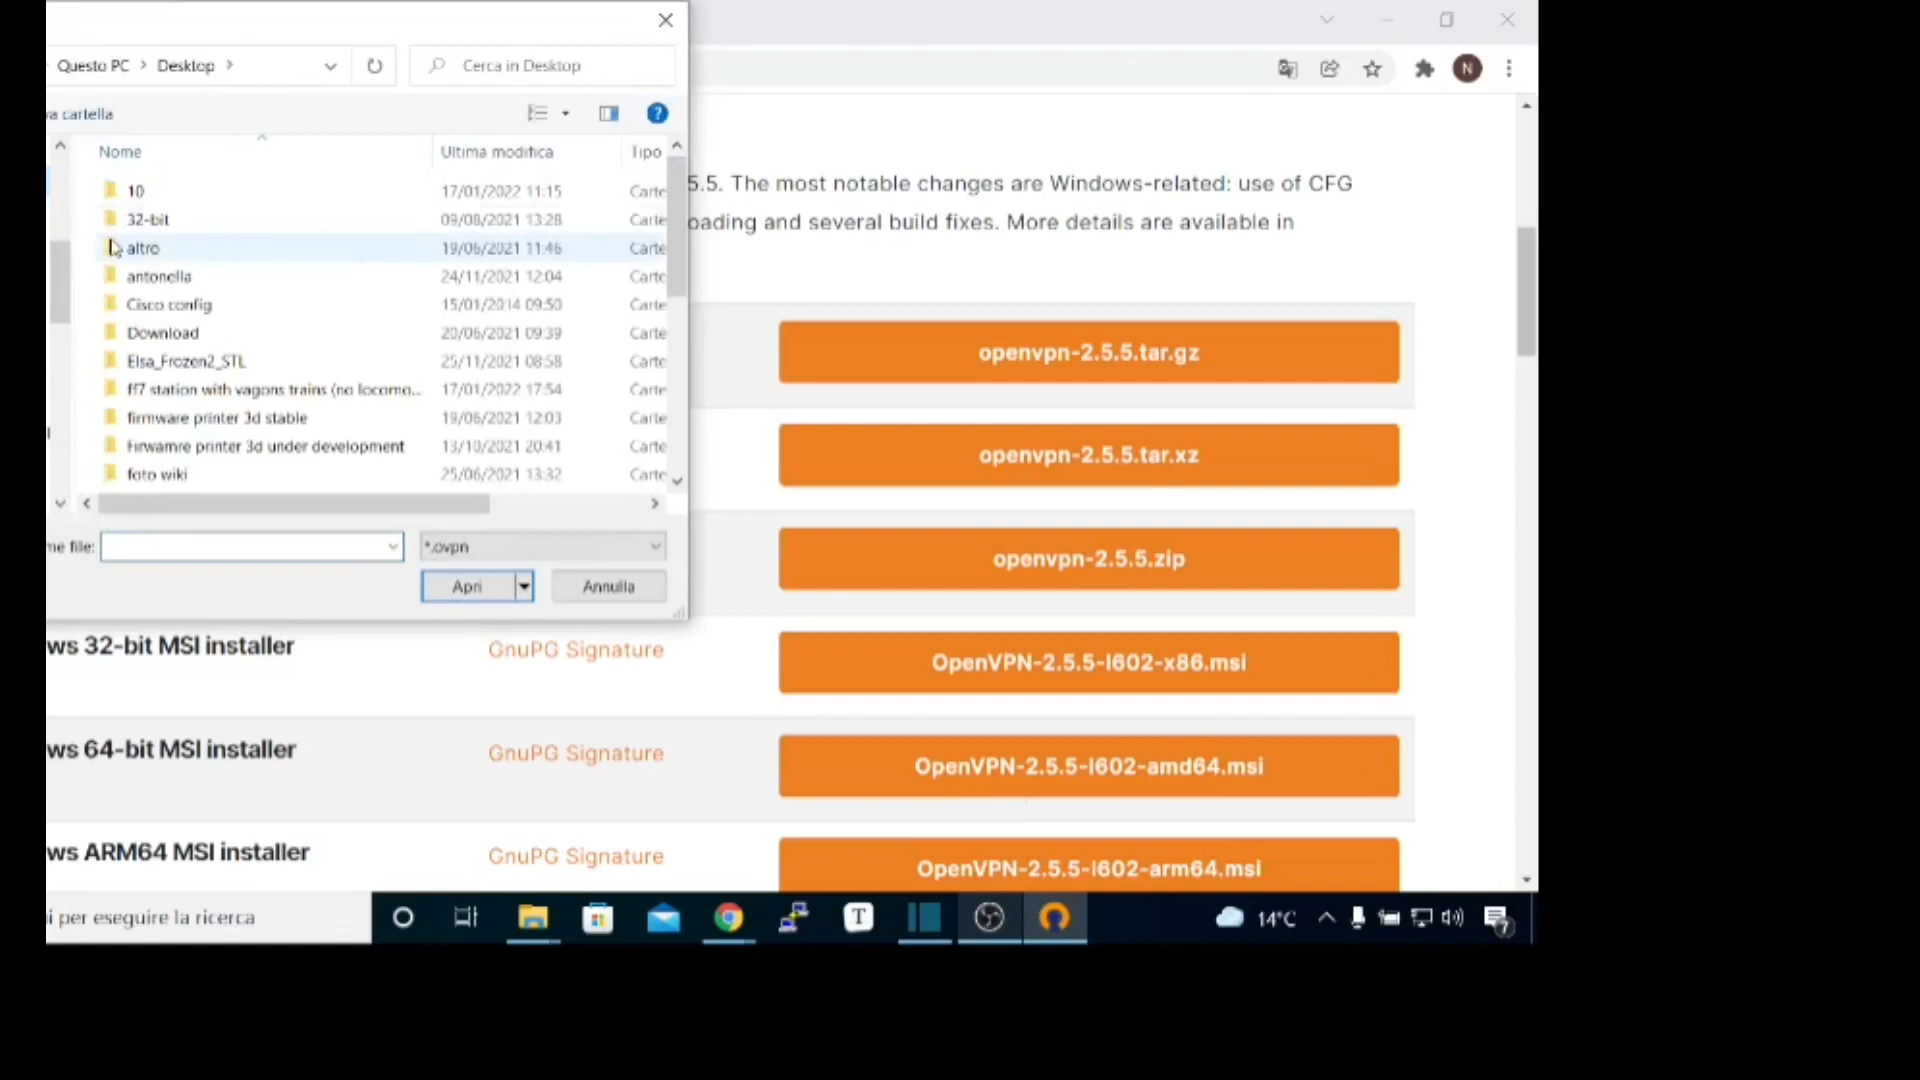 Questo PC > Desktop >
Cerca in Desktop
cartella
Nome
Ultima modifica
Tipo
10
17/01/2022 11:15
Carte
32-bit
09/08/2021 13:28
Carte
altro
19/06/2021 11:46
Carte
antonella
24/11/2021 12:04
Carte
Cisco config
15/01/2014 09:50
Carte
Download
20/06/2021 09:39
Carte
Elsa_Frozen2_STL
25/11/2021 08:58
Carte
ff7 station with vagons trains (no locomo...
17/01/2022 17:54
Carte
firmware printer 3d stable
19/06/2021 12:03
Carte
Firwamre printer 3d under development
13/10/2021 20:41
Carte
foto wiki
25/06/2021 13:32
Carte
me file:
*.ovpn
Apri
Annulla
N
5.5. The most notable changes are Windows-related: use of CFG
oading and several build fixes. More details are available in
openvpn-2.5.5.tar.gz
openvpn-2.5.5.tar.xz
openvpn-2.5.5.zip
ws 32-bit MSI installer
GnuPG Signature
OpenVPN-2.5.5-I602-x86.msi
ws 64-bit MSI installer
GnuPG Signature
OpenVPN-2.5.5-I602-amd64.msi
ws ARM64 MSI installer
GnuPG Signature
OpenVPN-2.5.5-I602-arm64.msi
i per eseguire la ricerca
T
14°C
7